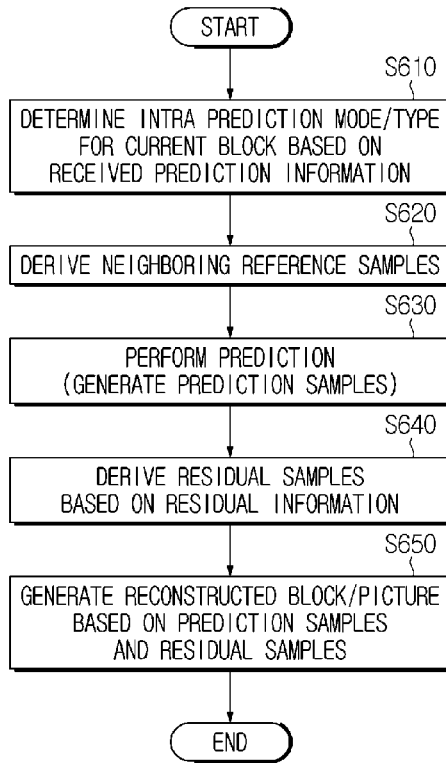 START
S610
DETERMINE INTRA PREDICTION MODE/TYPE
FOR CURRENT BLOCK BASED ON
RECEIVED PREDICTION INFORMATION
S620
DERIVE NEIGHBORING REFERENCE SAMPLES
S630
PERFORM PREDICTION
(GENERATE PREDICTION SAMPLES)
S640
DERIVE RESIDUAL SAMPLES
BASED ON RESIDUAL INFORMATION
S650
GENERATE RECONSTRUCTED BLOCK/PICTURE
BASED ON PREDICTION SAMPLES
AND RESIDUAL SAMPLES
END